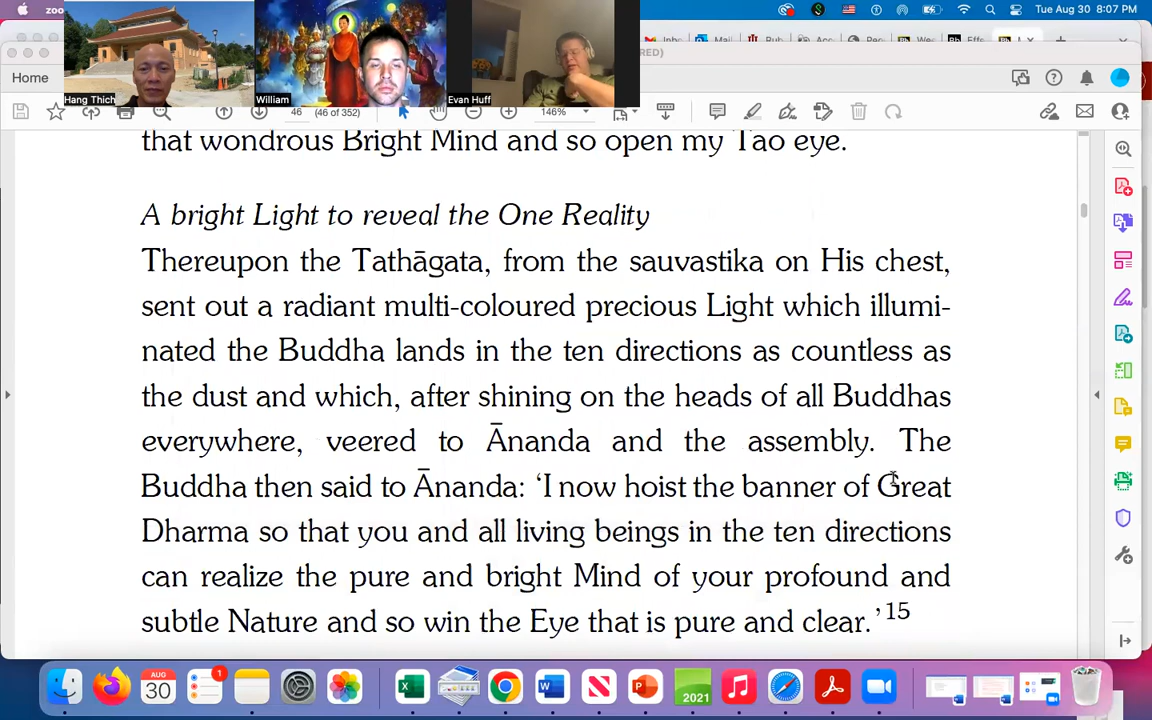 zoo
Tue Aug 30 8:07 PM
RED)
Home
Hang Thich
William
Evan Huff
46 (46 of 352)
146%
that wondrous Bright Mind and so open my Tao eye.
A bright Light to reveal the One Reality
Thereupon the Tathāgata, from the sauvastika on His chest,
sent out a radiant multi-coloured precious Light which illumi-
nated the Buddha lands in the ten directions as countless as
the dust and which, after shining on the heads of all Buddhas
everywhere, veered to Ānanda and the assembly. The
Buddha then said to Ānanda: ‘I now hoist the banner of Great
Dharma so that you and all living beings in the ten directions
can realize the pure and bright Mind of your profound and
subtle Nature and so win the Eye that is pure and clear.’15
AUG
30
1
2021